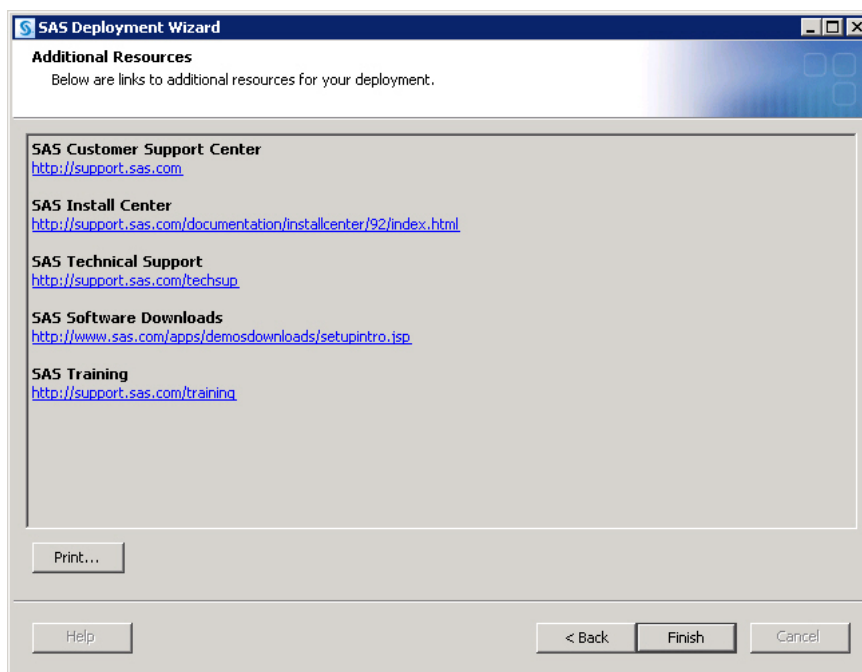 SAS Deployment Wizard
Additional Resources
Below are links to additional resources for your deployment.
SAS Customer Support Center
http://support.sas.com
SAS Install Center
http://support.sas.com/documentation/installcenter/92/index.html
SAS Technical Support
http://support.sas.com/techsup
SAS Software Downloads
http://www.sas.com/apps/demosdownloads/setupintro.jsp
SAS Training
http://support.sas.com/training
Print...
Help
< Back
Finish
Cancel